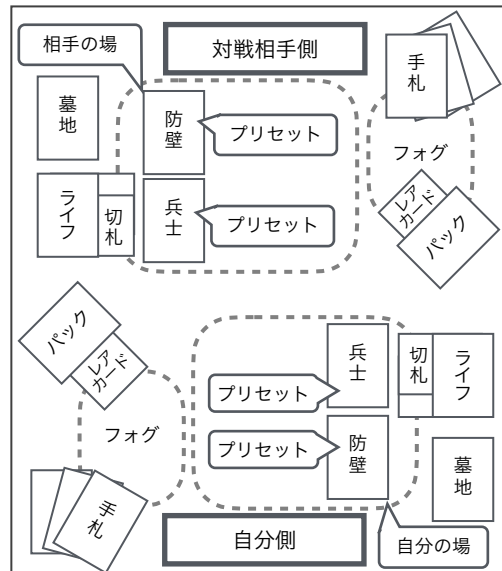 相手の場
対戦相手側
手札
墓地
防壁
プリセット
フォグ
ライフ
切札
兵士
プリセット
レア
カード
パック
パック
レア
カード
兵士
切札
ライフ
プリセット
フォグ
プリセット
防壁
墓地
手札
自分側
自分の場